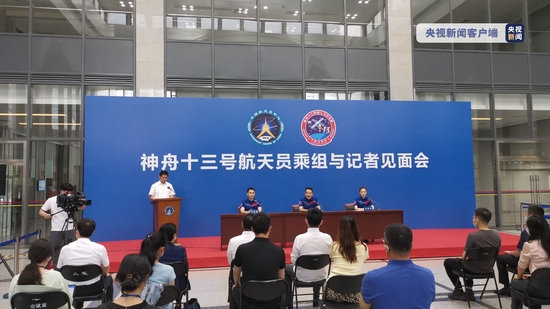 央视新闻客户端
央视
新闻
神舟十三号航天员乘组与记者见面会